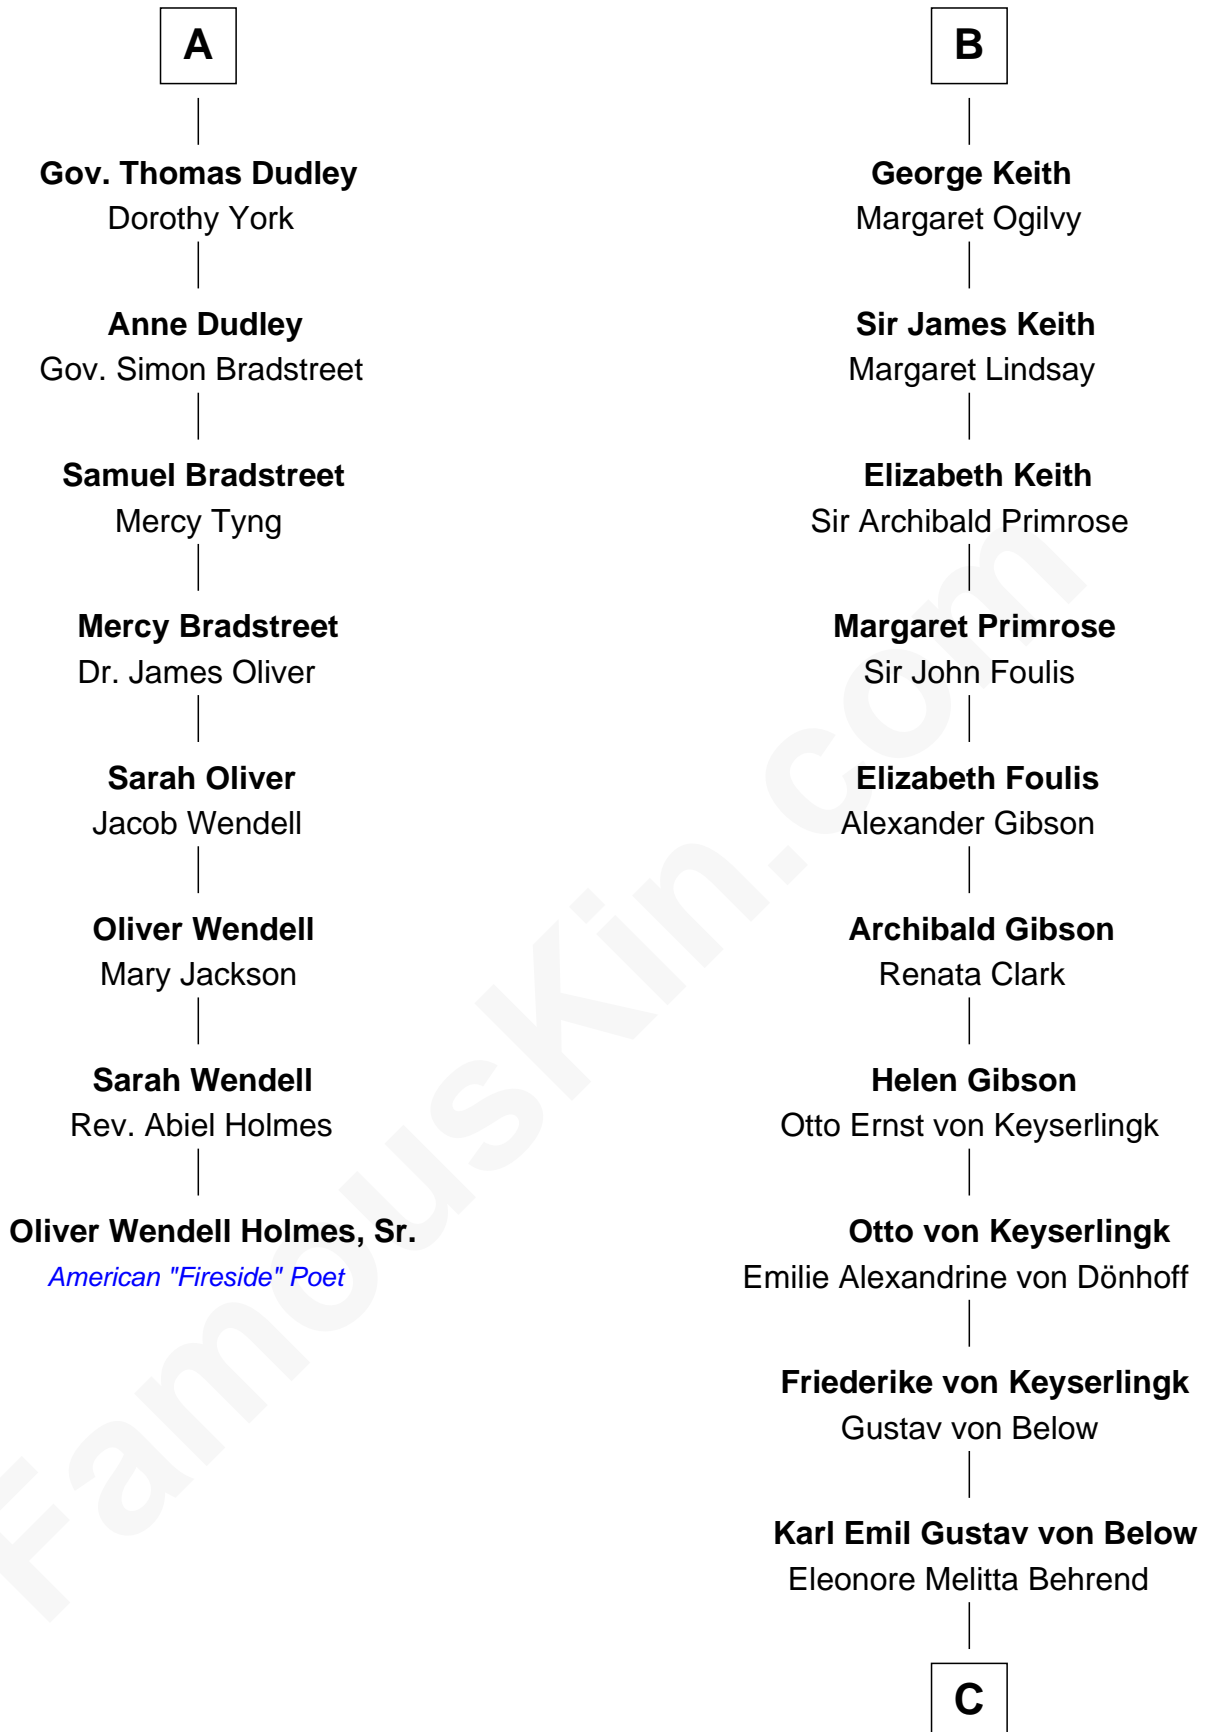 A
Gov. Thomas Dudley
Dorothy York
Anne Dudley
Gov. Simon Bradstreet
Samuel Bradstreet
Mercy Tyng
Mercy Bradstreet
Dr. James Oliver
Sarah Oliver
Jacob Wendell
Oliver Wendell
Mary Jackson
Sarah Wendell
Rev. Abiel Holmes
Oliver Wendell Holmes, Sr.
American "Fireside" Poet
B
George Keith
Margaret Ogilvy
Sir James Keith
Margaret Lindsay
Elizabeth Keith
Sir Archibald Primrose
Margaret Primrose
Sir John Foulis
Elizabeth Foulis
Alexander Gibson
Archibald Gibson
Renata Clark
Helen Gibson
Otto Ernst von Keyserlingk
Otto von Keyserlingk
Emilie Alexandrine von Dönhoff
Friederike von Keyserlingk
Gustav von Below
Karl Emil Gustav von Below
Eleonore Melitta Behrend
C
FamousKin.com